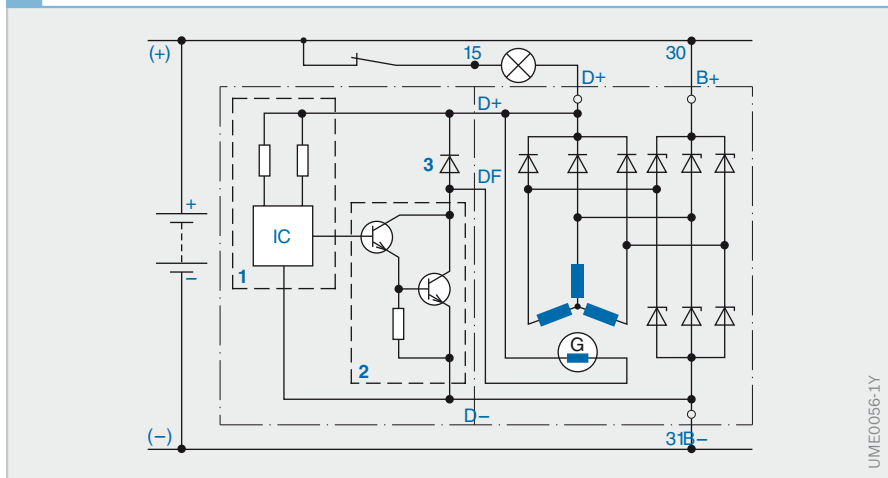 (+)
15
30
D+
B+
D+
3
DF
+
IC
−
1
G
2
D−
(−)
31B−
UME0056-1Y